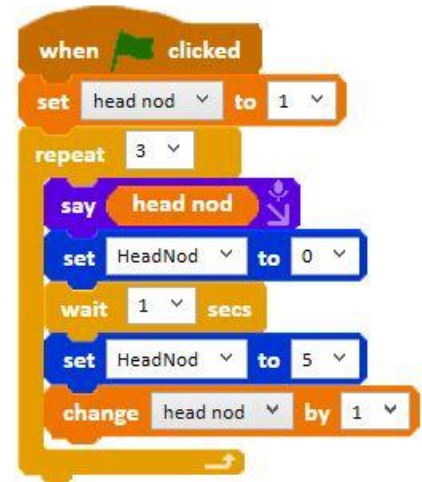 when clicked
set head nod to 1
repeat 3
say head nod
set HeadNod to 0
wait 1 secs
set HeadNod to 5
change head nod by 1